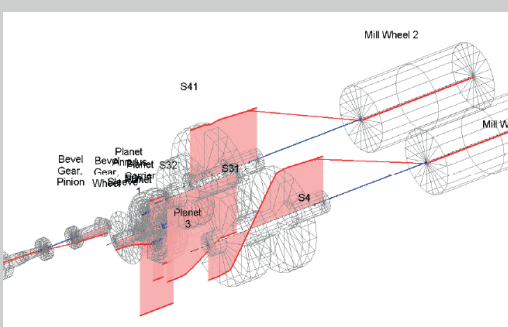 Mill Wheel 2
S41
Mill W
Planet
S32
S31
Bevel
Gear.
Pinion
Bevel
Gear.
Wheel
S4
Planet
3